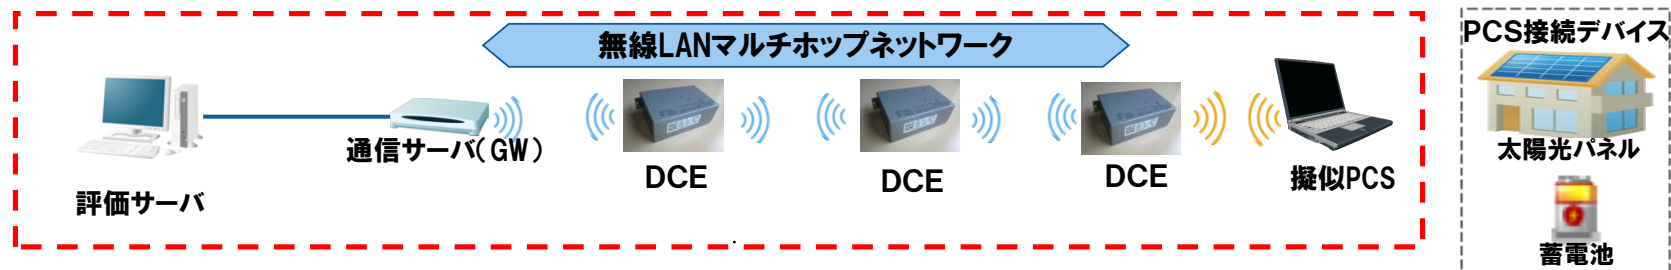 無線LANマルチホップネットワーク
PCS接続デバイス
通信サーバ(GW)
DCE
DCE
DCE
擬似PCS
評価サーバ
太陽光パネル
蓄電池